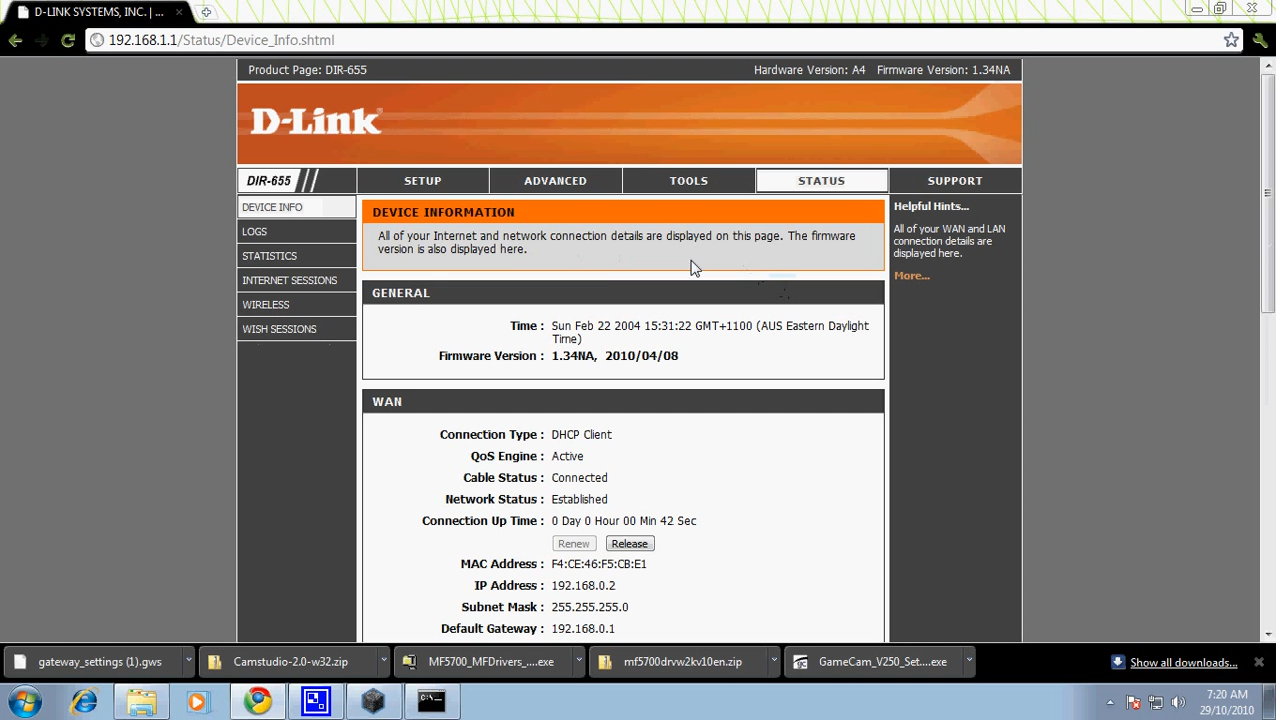 D-LINK SYSTEMS, INC. | ...
192.168.1.1/Status/Device_Info.shtml
Product Page: DIR-655
Hardware Version: A4 Firmware Version: 1.34NA
D-Link
DIR-655
SETUP
ADVANCED
TOOLS
STATUS
SUPPORT
DEVICE INFO
LOGS
STATISTICS
INTERNET SESSIONS
WIRELESS
WISH SESSIONS
DEVICE INFORMATION
All of your Internet and network connection details are displayed on this page. The firmware
version is also displayed here.
GENERAL
Time : Sun Feb 22 2004 15:31:22 GMT+1100 (AUS Eastern Daylight
Time)
Firmware Version : 1.34NA, 2010/04/08
WAN
Connection Type : DHCP Client
QoS Engine : Active
Cable Status : Connected
Network Status : Established
Connection Up Time : 0 Day 0 Hour 00 Min 42 Sec
Renew Release
MAC Address : F4:CE:46:F5:CB:E1
IP Address : 192.168.0.2
Subnet Mask : 255.255.255.0
Default Gateway : 192.168.0.1
Helpful Hints...
All of your WAN and LAN
connection details are
displayed here.
More...
gateway_settings (1).gws
Camstudio-2.0-w32.zip
MF5700_MFDrivers_....exe
mf5700drvw2kv10en.zip
GameCam_V250_Set....exe
Show all downloads...
7:20 AM
29/10/2010